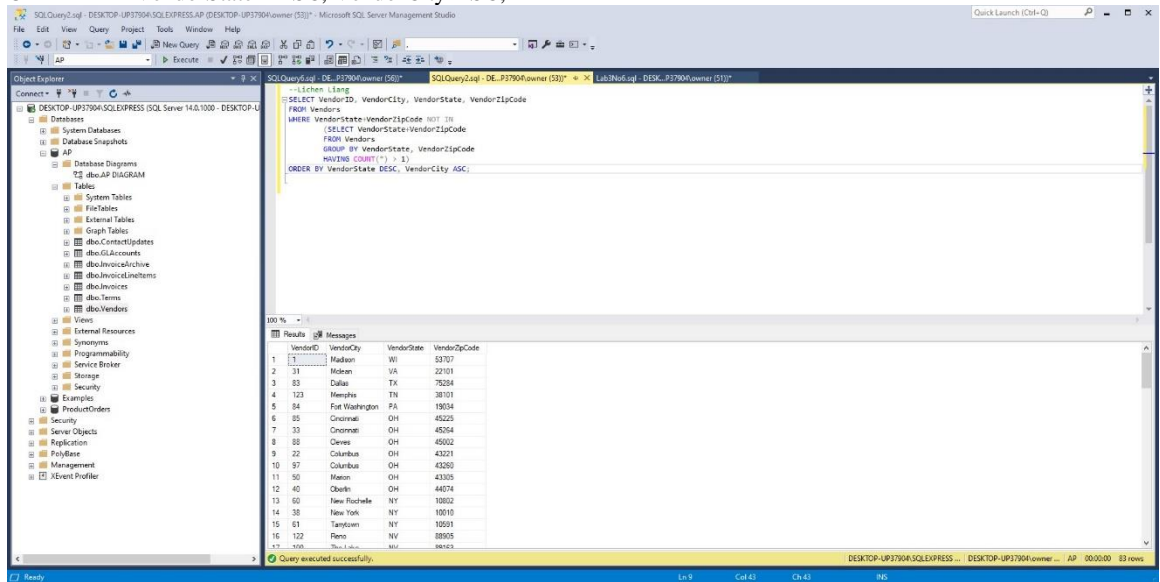 SQLQuery2.sql - DESKTOP-UP37904\SQLEXPRESS.AP (DESKTOP-UP37904\owner (53))* - Microsoft SQL Server Management Studio
Quick Launch (Ctrl+Q)
File Edit View Query Project Tools Window Help
New Query
AP
Execute
Object Explorer
SQLQuery6.sql - DE...P37904\owner (56))*
SQLQuery2.sql - DE...P37904\owner (53))*
Lab3No6.sql - DESK...P37904\owner (51))*
Connect
DESKTOP-UP37904\SQLEXPRESS (SQL Server 14.0.1000 - DESKTOP-U
Databases
System Databases
Database Snapshots
AP
Database Diagrams
dbo.AP DIAGRAM
Tables
System Tables
FileTables
External Tables
Graph Tables
dbo.ContactUpdates
dbo.GLAccounts
dbo.InvoiceArchive
dbo.InvoiceLineItems
dbo.Invoices
dbo.Terms
dbo.Vendors
Views
External Resources
Synonyms
Programmability
Service Broker
Storage
Security
Examples
ProductOrders
Security
Server Objects
Replication
PolyBase
Management
XEvent Profiler
--Lichen Liang
SELECT VendorID, VendorCity, VendorState, VendorZipCode
FROM Vendors
WHERE VendorState+VendorZipCode NOT IN
(SELECT VendorState+VendorZipCode
FROM Vendors
GROUP BY VendorState, VendorZipCode
HAVING COUNT(*) > 1)
ORDER BY VendorState DESC, VendorCity ASC;
100 %
Results Messages
VendorID VendorCity VendorState VendorZipCode
1 1 Madison WI 53707
2 31 Mclean VA 22101
3 83 Dallas TX 75284
4 123 Memphis TN 38101
5 84 Fort Washington PA 19034
6 85 Cincinnati OH 45225
7 33 Cincinnati OH 45264
8 88 Cleves OH 45002
9 22 Columbus OH 43221
10 97 Columbus OH 43260
11 50 Marion OH 43305
12 40 Oberlin OH 44074
13 60 New Rochelle NY 10802
14 38 New York NY 10010
15 61 Tarrytown NY 10591
16 122 Reno NV 88905
Query executed successfully.
DESKTOP-UP37904\SQLEXPRESS ... DESKTOP-UP37904\owner ... AP 00:00:00 83 rows
Ready Ln 9 Col 43 Ch 43 INS